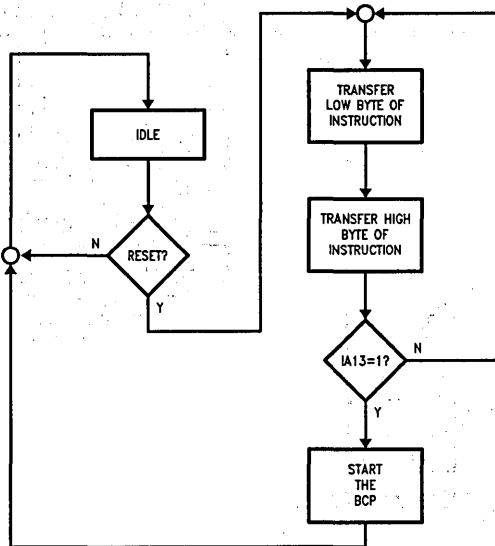 IDLE
RESET?
N
Y
TRANSFER
LOW BYTE OF
INSTRUCTION
TRANSFER HIGH
BYTE OF
INSTRUCTION
IA13=1?
N
Y
START
THE
BCP